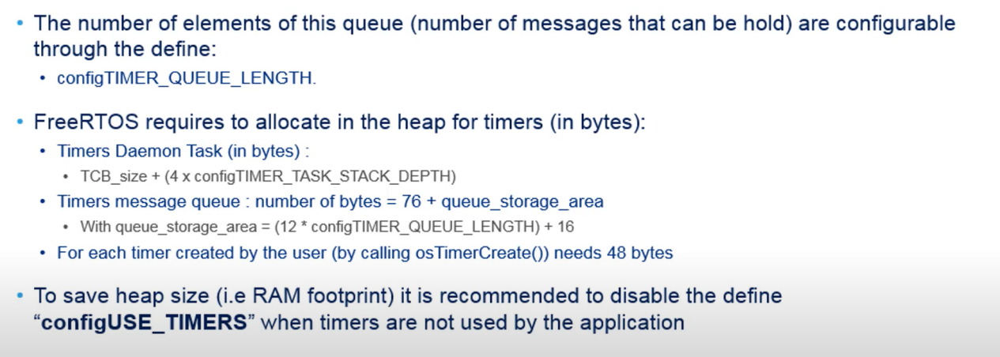 • The number of elements of this queue (number of messages that can be hold) are configurable
through the define:
• configTIMER_QUEUE_LENGTH.
• FreeRTOS requires to allocate in the heap for timers (in bytes):
• Timers Daemon Task (in bytes) :
• TCB_size + (4 x configTIMER_TASK_STACK_DEPTH)
• Timers message queue : number of bytes = 76 + queue_storage_area
• With queue_storage_area = (12 * configTIMER_QUEUE_LENGTH) + 16
• For each timer created by the user (by calling osTimerCreate()) needs 48 bytes
• To save heap size (i.e RAM footprint) it is recommended to disable the define
“configUSE_TIMERS” when timers are not used by the application